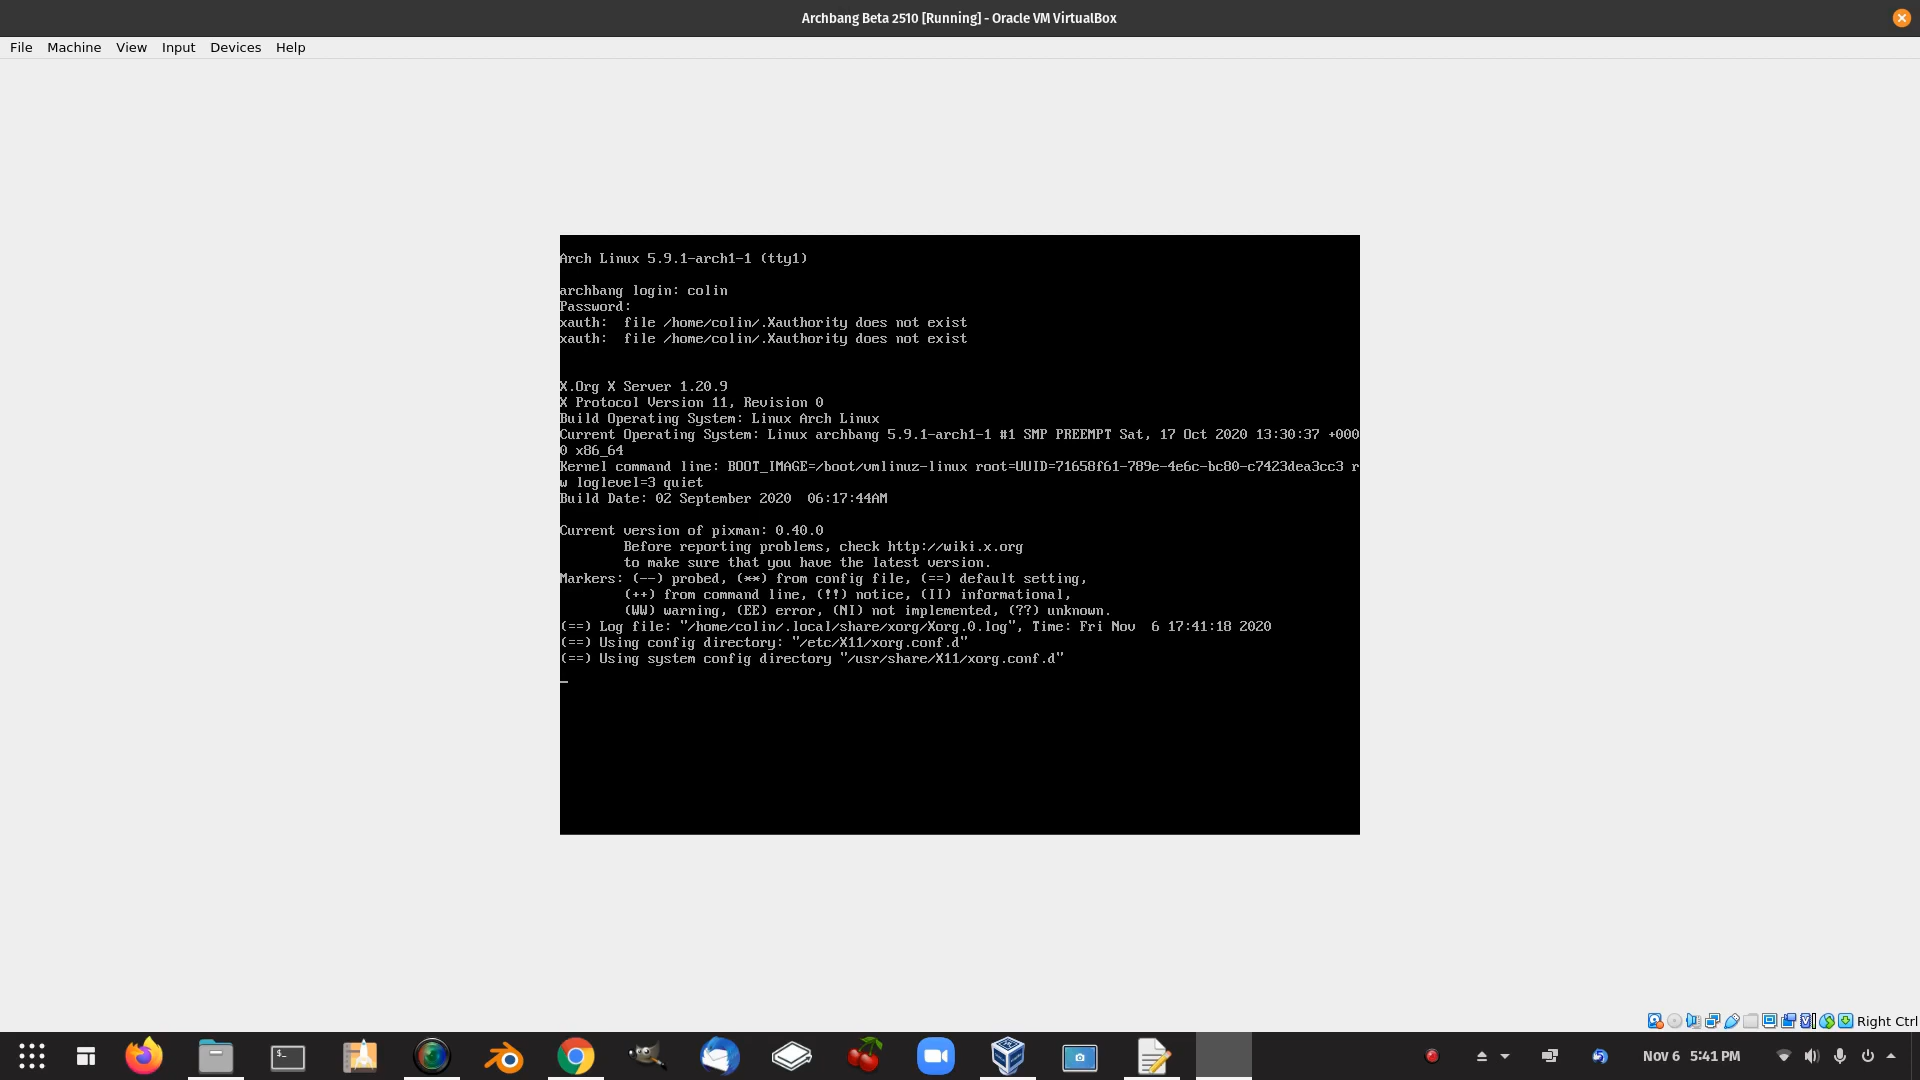 Archbang Beta 2510 [Running] - Oracle VM VirtualBox
File Machine View Input Devices Help
Arch Linux 5.9.1-arch1-1 (tty1)
archbang login: colin
Password:
xauth:  file /home/colin/.Xauthority does not exist
xauth:  file /home/colin/.Xauthority does not exist
X.Org X Server 1.20.9
X Protocol Version 11, Revision 0
Build Operating System: Linux Arch Linux
Current Operating System: Linux archbang 5.9.1-arch1-1 #1 SMP PREEMPT Sat, 17 Oct 2020 13:30:37 +000
0 x86_64
Kernel command line: BOOT_IMAGE=/boot/vmlinuz-linux root=UUID=71658f61-789e-4e6c-bc80-c7423dea3cc3 r
w loglevel=3 quiet
Build Date: 02 September 2020  06:17:44AM
Current version of pixman: 0.40.0
Before reporting problems, check http://wiki.x.org
to make sure that you have the latest version.
Markers: (--) probed, (**) from config file, (==) default setting,
(++) from command line, (!!) notice, (II) informational,
(WW) warning, (EE) error, (NI) not implemented, (??) unknown.
(==) Log file: "/home/colin/.local/share/xorg/Xorg.0.log", Time: Fri Nov  6 17:41:18 2020
(==) Using config directory: "/etc/X11/xorg.conf.d"
(==) Using system config directory "/usr/share/X11/xorg.conf.d"
_
Right Ctrl
$_
Nov 6 5:41 PM